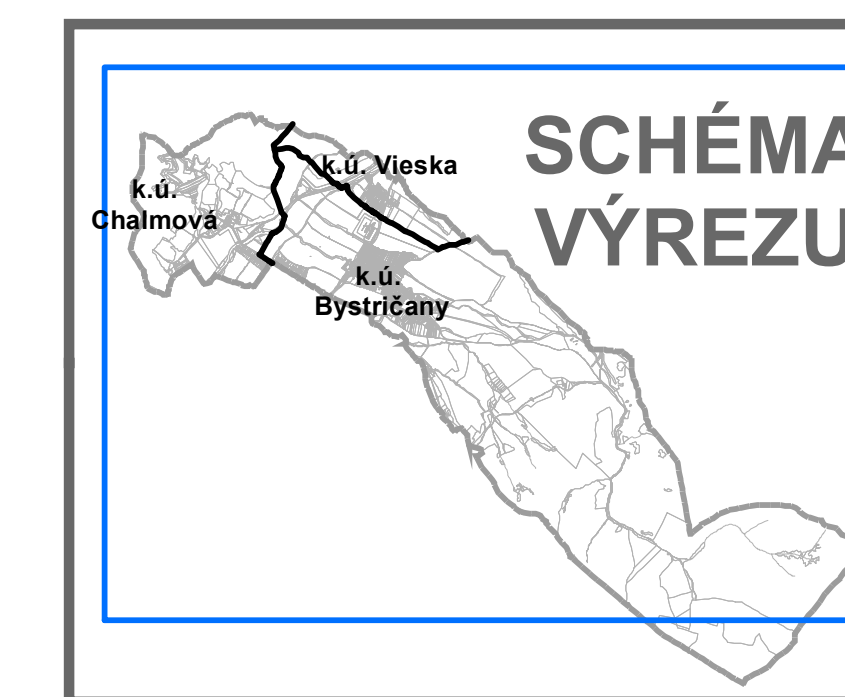 SCHÉMA
VÝREZU
k.ú. Vieska
k.ú.
Chalmová
k.ú.
Bystričany